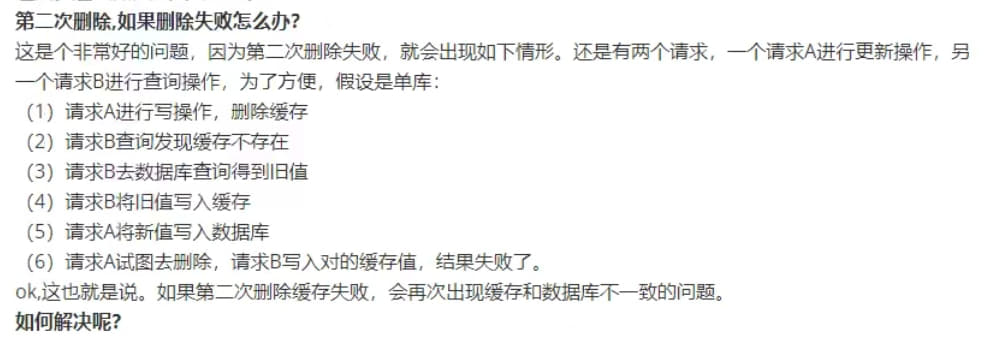 第二次删除,如果删除失败怎么办?
这是个非常好的问题，因为第二次删除失败，就会出现如下情形。还是有两个请求，一个请求A进行更新操作，另
一个请求B进行查询操作，为了方便，假设是单库：
（1）请求A进行写操作，删除缓存
（2）请求B查询发现缓存不存在
（3）请求B去数据库查询得到旧值
（4）请求B将旧值写入缓存
（5）请求A将新值写入数据库
（6）请求A试图去删除，请求B写入对的缓存值，结果失败了。
ok,这也就是说。如果第二次删除缓存失败，会再次出现缓存和数据库不一致的问题。
如何解决呢?